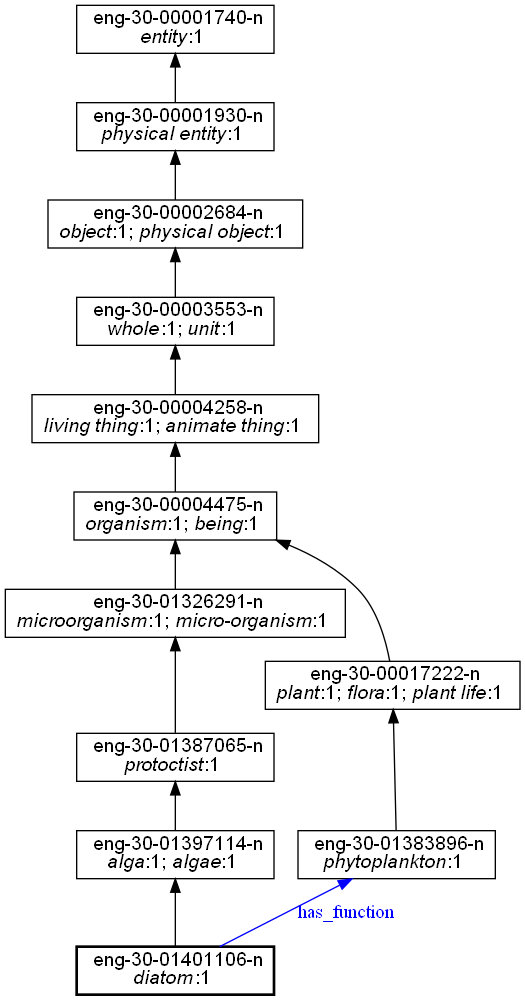 eng-30-00001740-n
entity:1
eng-30-00001930-n
physical entity:1
eng-30-00002684-n
object:1; physical object:1
eng-30-00003553-n
whole:1; unit:1
eng-30-00004258-n
living thing:1; animate thing:1
eng-30-00004475-n
organism:1; being:1
eng-30-01326291-n
microorganism:1; micro-organism:1
eng-30-00017222-n
plant:1; flora:1; plant life:1
eng-30-01387065-n
protoctist:1
eng-30-01397114-n
alga:1; algae:1
eng-30-01383896-n
phytoplankton:1
has_function
eng-30-01401106-n
diatom:1